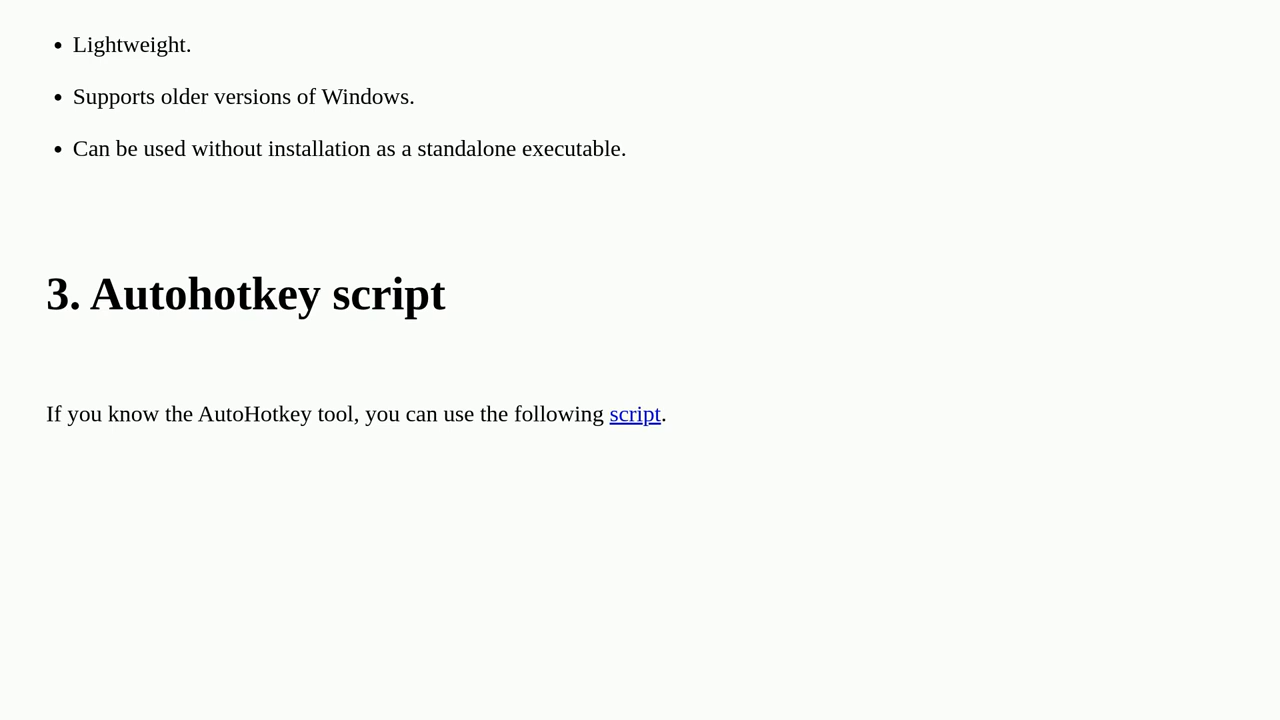 • Lightweight.
• Supports older versions of Windows.
• Can be used without installation as a standalone executable.
3. Autohotkey script
If you know the AutoHotkey tool, you can use the following script.